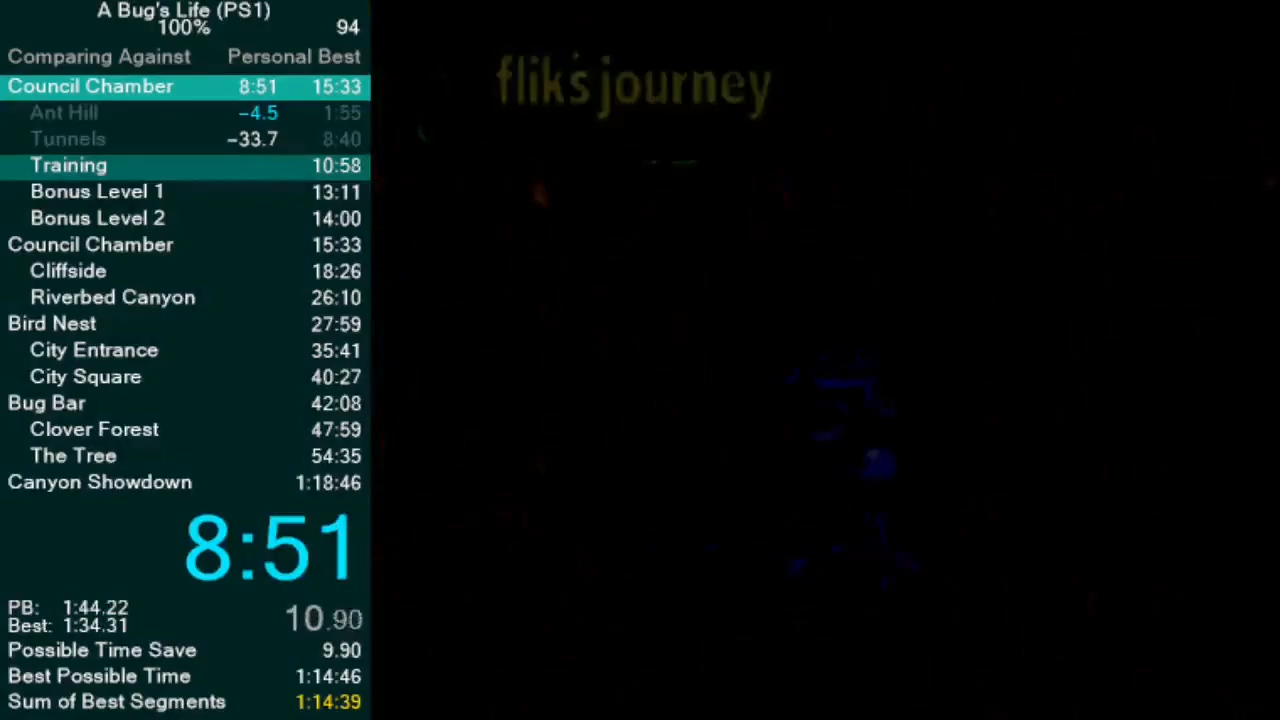 A Bug's Life (PS1)
100% 94
Comparing Against Personal Best
Council Chamber 8:51 15:33
Ant Hill -4.5 1:55
Tunnels -33.7 8:40
Training 10:58
Bonus Level 1 13:11
Bonus Level 2 14:00
Council Chamber 15:33
Cliffside 18:26
Riverbed Canyon 26:10
Bird Nest 27:59
City Entrance 35:41
City Square 40:27
Bug Bar 42:08
Clover Forest 47:59
The Tree 54:35
Canyon Showdown 1:18:46
8:51
PB: 1:44.22
Best: 1:34.31
10.90
Possible Time Save 9.90
Best Possible Time 1:14:46
Sum of Best Segments 1:14:39
flik's journey